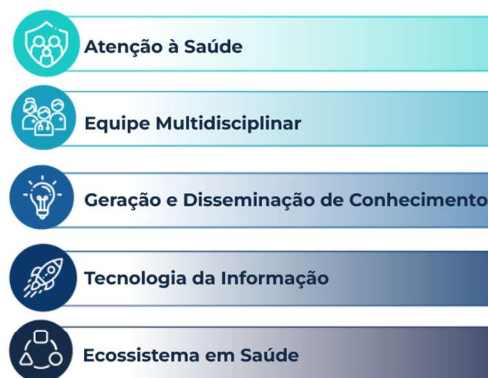 Atenção à Saúde
Equipe Multidisciplinar
Geração e Disseminação de Conhecimento
Tecnologia da Informação
Ecossistema em Saúde